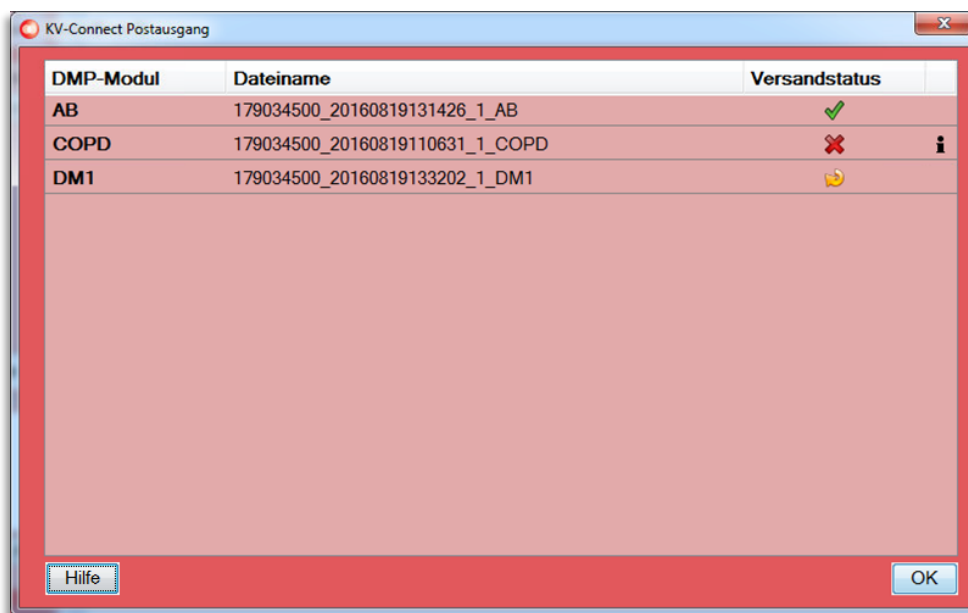 KV-Connect Postausgang
DMP-Modul Dateiname Versandstatus
AB 179034500_20160819131426_1_AB
COPD 179034500_20160819110631_1_COPD i
DM1 179034500_20160819133202_1_DM1
Hilfe OK